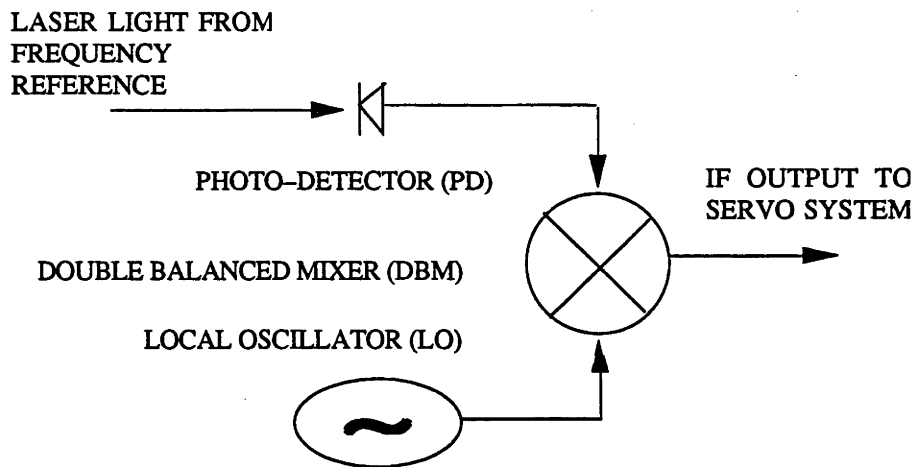 LASER LIGHT FROM
FREQUENCY
REFERENCE
PHOTO–DETECTOR (PD)
IF OUTPUT TO
SERVO SYSTEM
DOUBLE BALANCED MIXER (DBM)
LOCAL OSCILLATOR (LO)